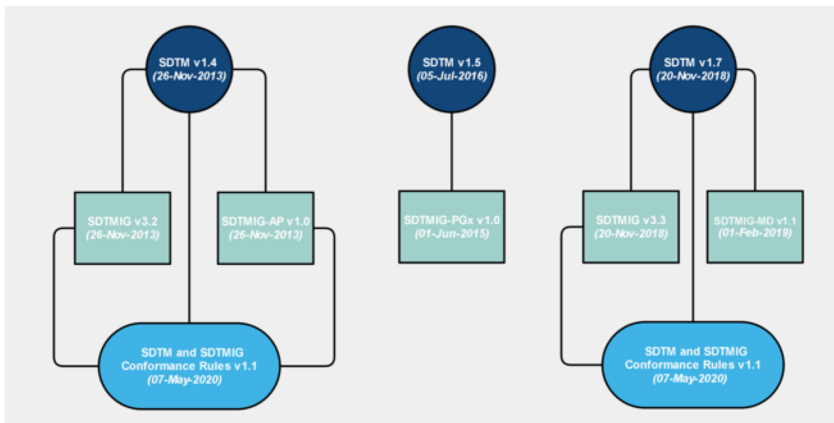 SDTM v1.4
(26-Nov-2013)
SDTM v1.5
(05-Jul-2016)
SDTM v1.7
(20-Nov-2018)
SDTMIG v3.2
(26-Nov-2013)
SDTMIG-AP v1.0
(26-Nov-2013)
SDTMIG-PGx v1.0
(01-Jun-2015)
SDTMIG v3.3
(20-Nov-2018)
SDTMIG-MD v1.1
(01-Feb-2019)
SDTM and SDTMIG
Conformance Rules v1.1
(07-May-2020)
SDTM and SDTMIG
Conformance Rules v1.1
(07-May-2020)